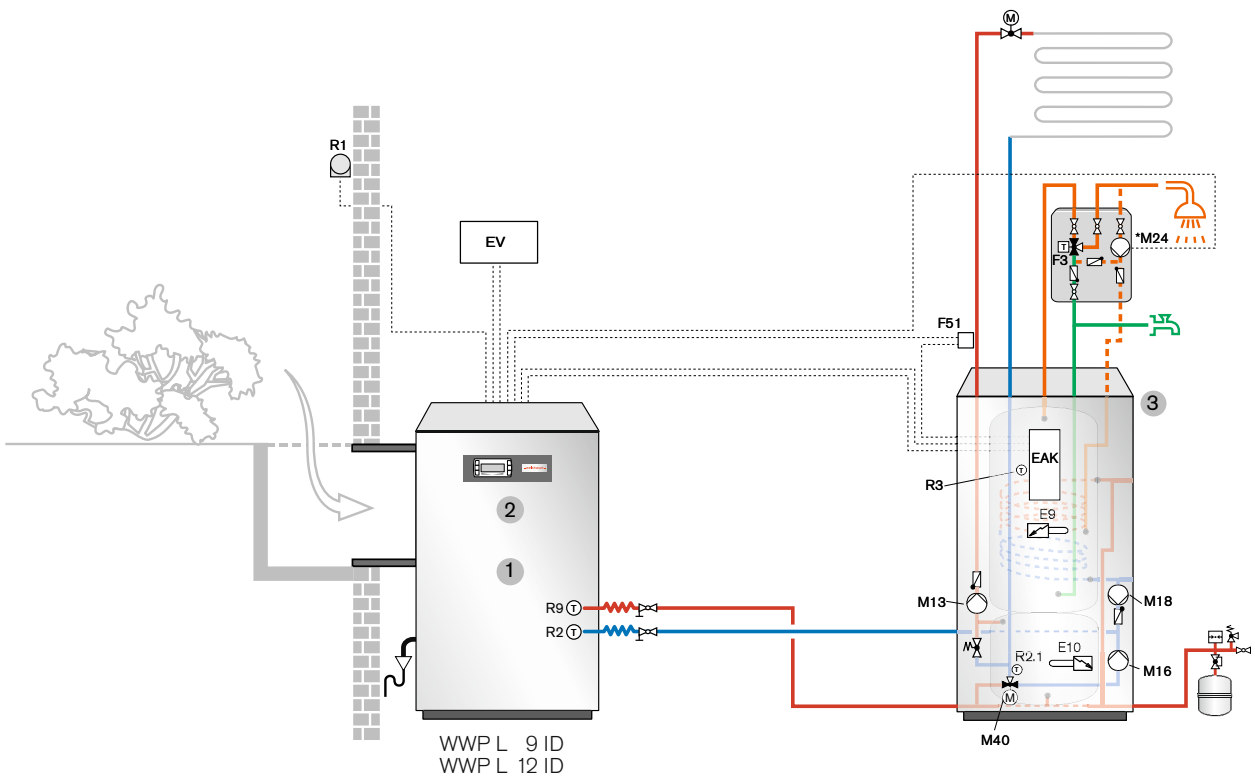 M
R1
EV
T
*M24
F3
F51
3
EAK
T
R3
2
E9
1
R9 T
M13
M18
R2 T
R2.1
T
E10
M16
M
M40
WWP L 9 ID
WWP L 12 ID